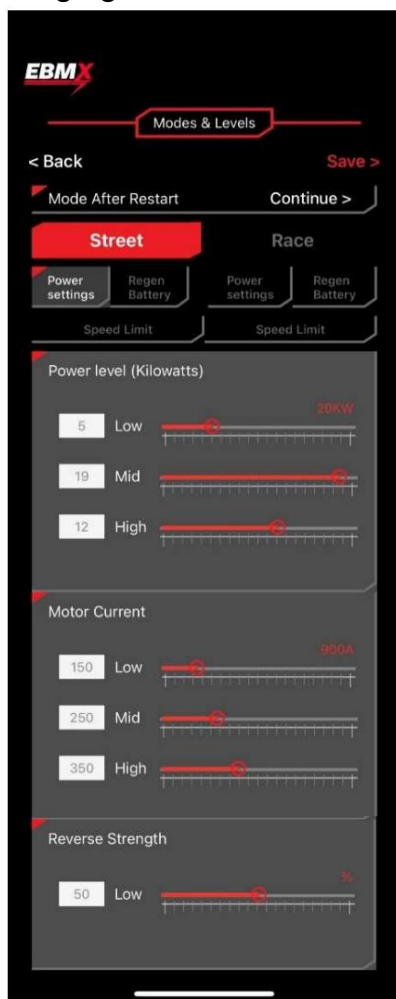 EBMX
Modes & Levels
< Back Save >
Mode After Restart Continue >
Street Race
Power settings Regen Battery Power settings Regen Battery
Speed Limit Speed Limit
Power level (Kilowatts)
20KW
5 Low
19 Mid
12 High
Motor Current
900A
150 Low
250 Mid
350 High
Reverse Strength
%
50 Low